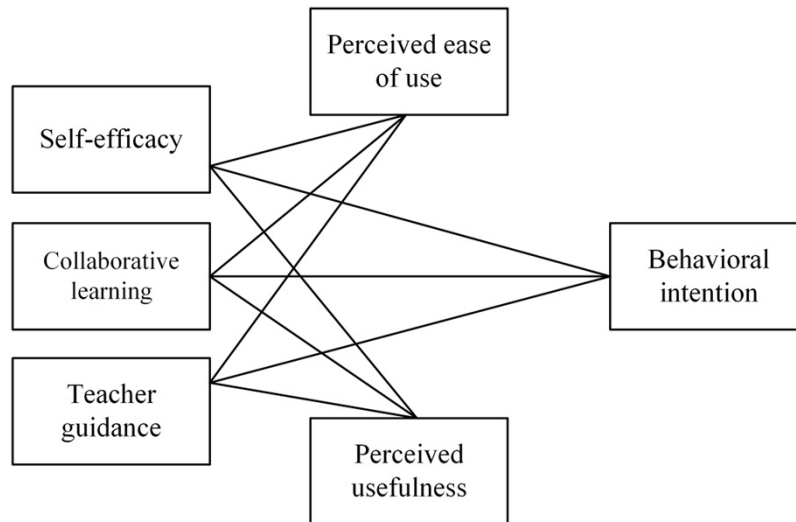 Perceived ease
of use
Self-efficacy
Collaborative
learning
Behavioral
intention
Teacher
guidance
Perceived
usefulness